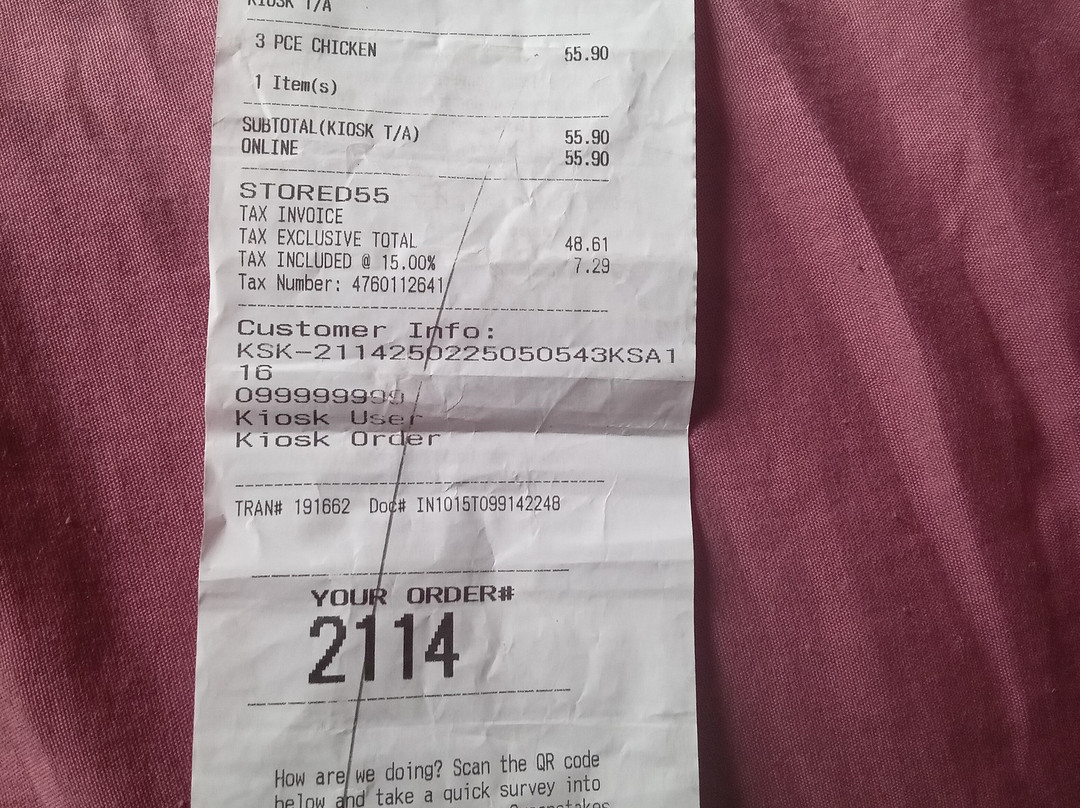 KIOSK T/A
3 PCE CHICKEN 55.90
1 Item(s)
SUBTOTAL(KIOSK T/A) 55.90
ONLINE 55.90
STORED55
TAX INVOICE
TAX EXCLUSIVE TOTAL 48.61
TAX INCLUDED @ 15.00% 7.29
Tax Number: 4760112641
Customer Info:
KSK-2114250225050543KSA1
16
0999999999
Kiosk User
Kiosk Order
TRAN# 191662 Doc# IN1015T099142248
YOUR ORDER#
2114
How are we doing? Scan the QR code
below and take a quick survey into